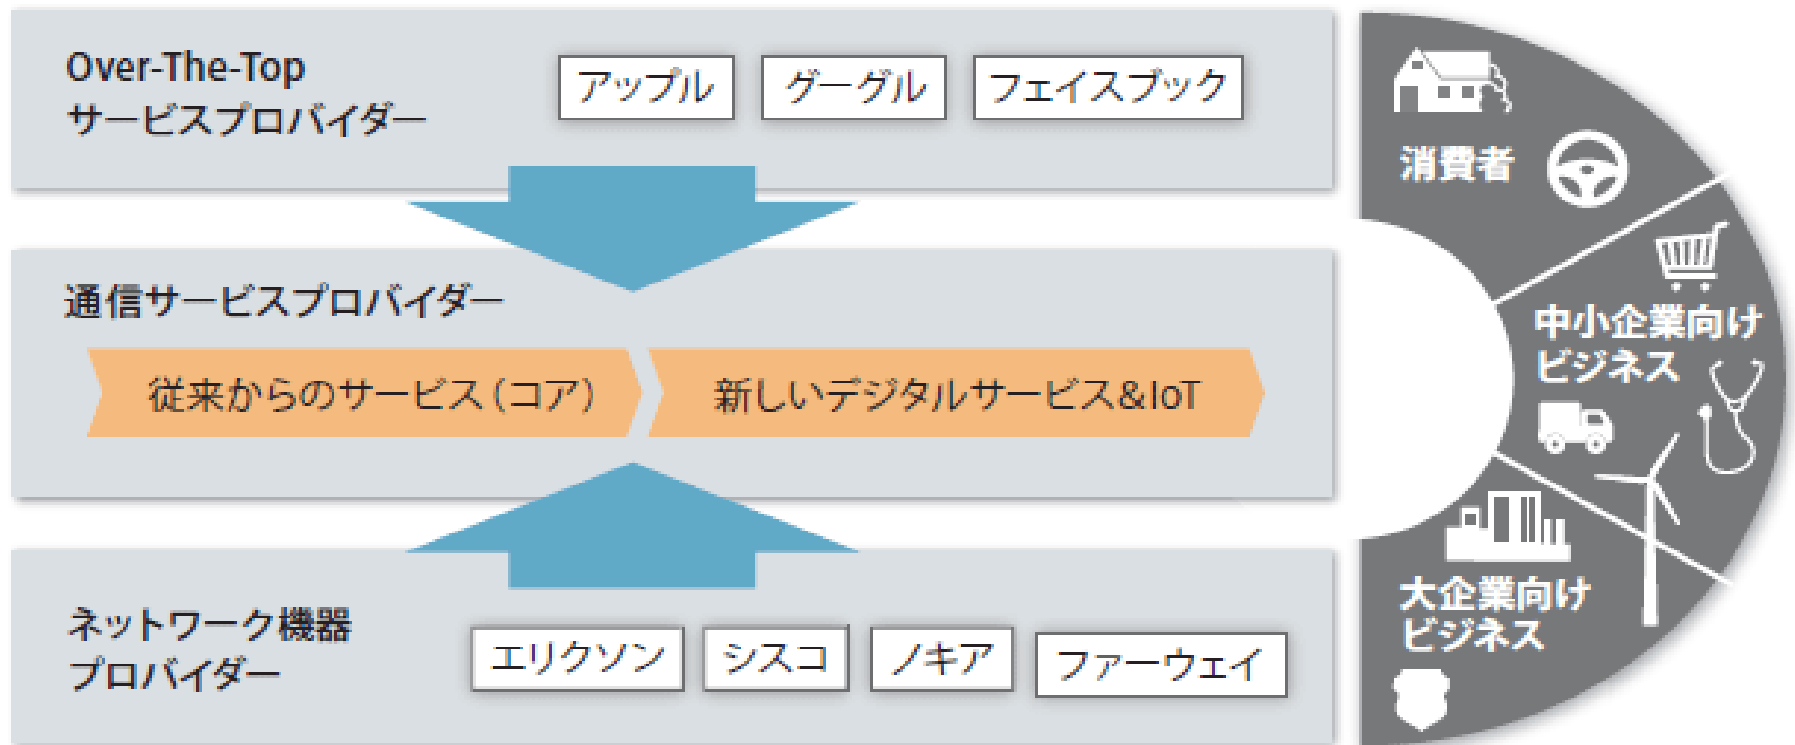 Over-The-Top
サービスプロバイダー
アップル
グーグル
フェイスブック
通信サービスプロバイダー
従来からのサービス（コア）
新しいデジタルサービス&IoT
ネットワーク機器
プロバイダー
エリクソン
シスコ
ノキア
ファーウェイ
消費者
中小企業向け
ビジネス
大企業向け
ビジネス